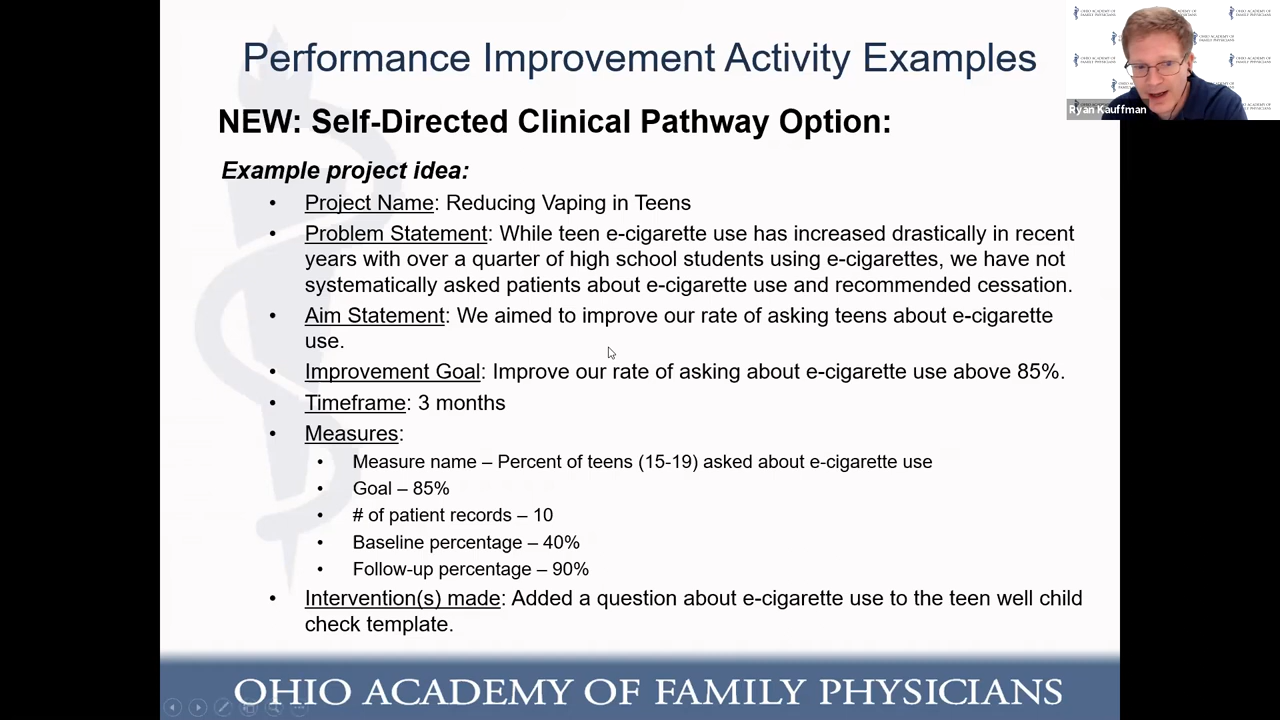 Performance Improvement Activity Examples
NEW: Self-Directed Clinical Pathway Option:
Example project idea:
• Project Name: Reducing Vaping in Teens
• Problem Statement: While teen e-cigarette use has increased drastically in recent
years with over a quarter of high school students using e-cigarettes, we have not
systematically asked patients about e-cigarette use and recommended cessation.
• Aim Statement: We aimed to improve our rate of asking teens about e-cigarette
use.
• Improvement Goal: Improve our rate of asking about e-cigarette use above 85%.
• Timeframe: 3 months
• Measures:
• Measure name – Percent of teens (15-19) asked about e-cigarette use
• Goal – 85%
• # of patient records – 10
• Baseline percentage – 40%
• Follow-up percentage – 90%
• Intervention(s) made: Added a question about e-cigarette use to the teen well child
check template.
OHIO ACADEMY OF FAMILY PHYSICIANS
Ryan Kauffman